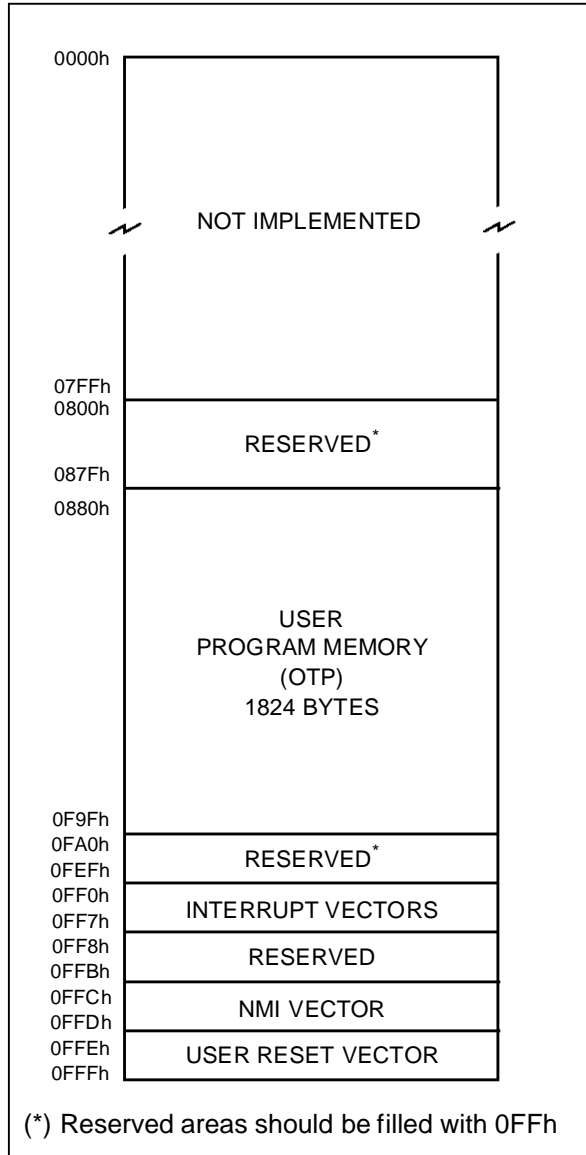 0000h
NOT IMPLEMENTED
07FFh
0800h
RESERVED*
087Fh
0880h
USER
PROGRAM MEMORY
(OTP)
1824 BYTES
0F9Fh
0FA0h
RESERVED*
0FEFh
0FF0h
INTERRUPT VECTORS
0FF7h
0FF8h
RESERVED
0FFBh
0FFCh
NMI VECTOR
0FFDh
0FFEh
USER RESET VECTOR
0FFFh
(*) Reserved areas should be filled with 0FFh